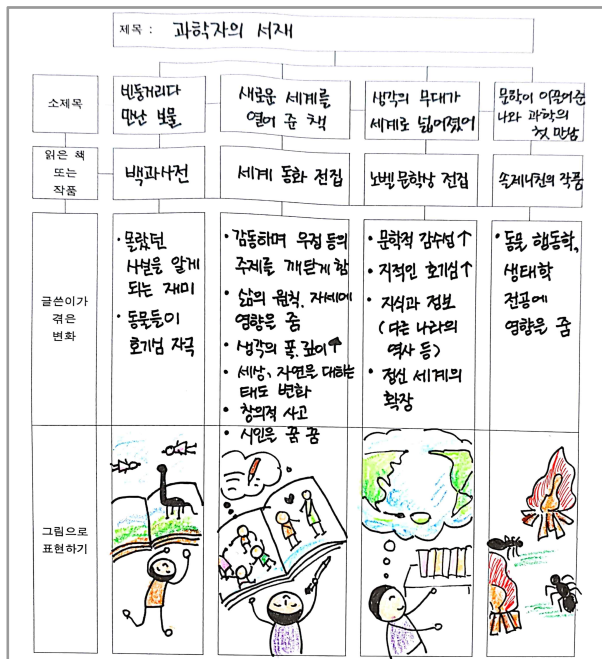 제목 : 과학자의 서재
소제목
빈둥거리다
만난 보물
새로운 세계를
열어 준 책
생각의 무대가
세계로 넓어졌어
문학이 이끌어준
나와 과학의
첫 만남
읽은 책
또는
작품
백과사전
세계 동화 전집
노벨문학상 전집
솔제니친의 작품
글쓴이가
겪은
변화
• 몰랐던
사실을 알게
되는 재미
• 동물들이
호기심 자극
• 감동하며 우정 등의
주제를 깨닫게 함
• 삶의 원칙, 자세에
영향을 줌
• 생각의 폭, 깊이↑
• 세상, 자연을 대하는
태도 변화
• 창의적 사고
• 시인을 꿈 꿈
• 문학적 감수성↑
• 지적인 호기심↑
• 지식과 정보
(다른 나라의
역사 등)
• 정신 세계의
확장
• 동물 행동학,
생태학
전공에
영향을 줌
그림으로
표현하기